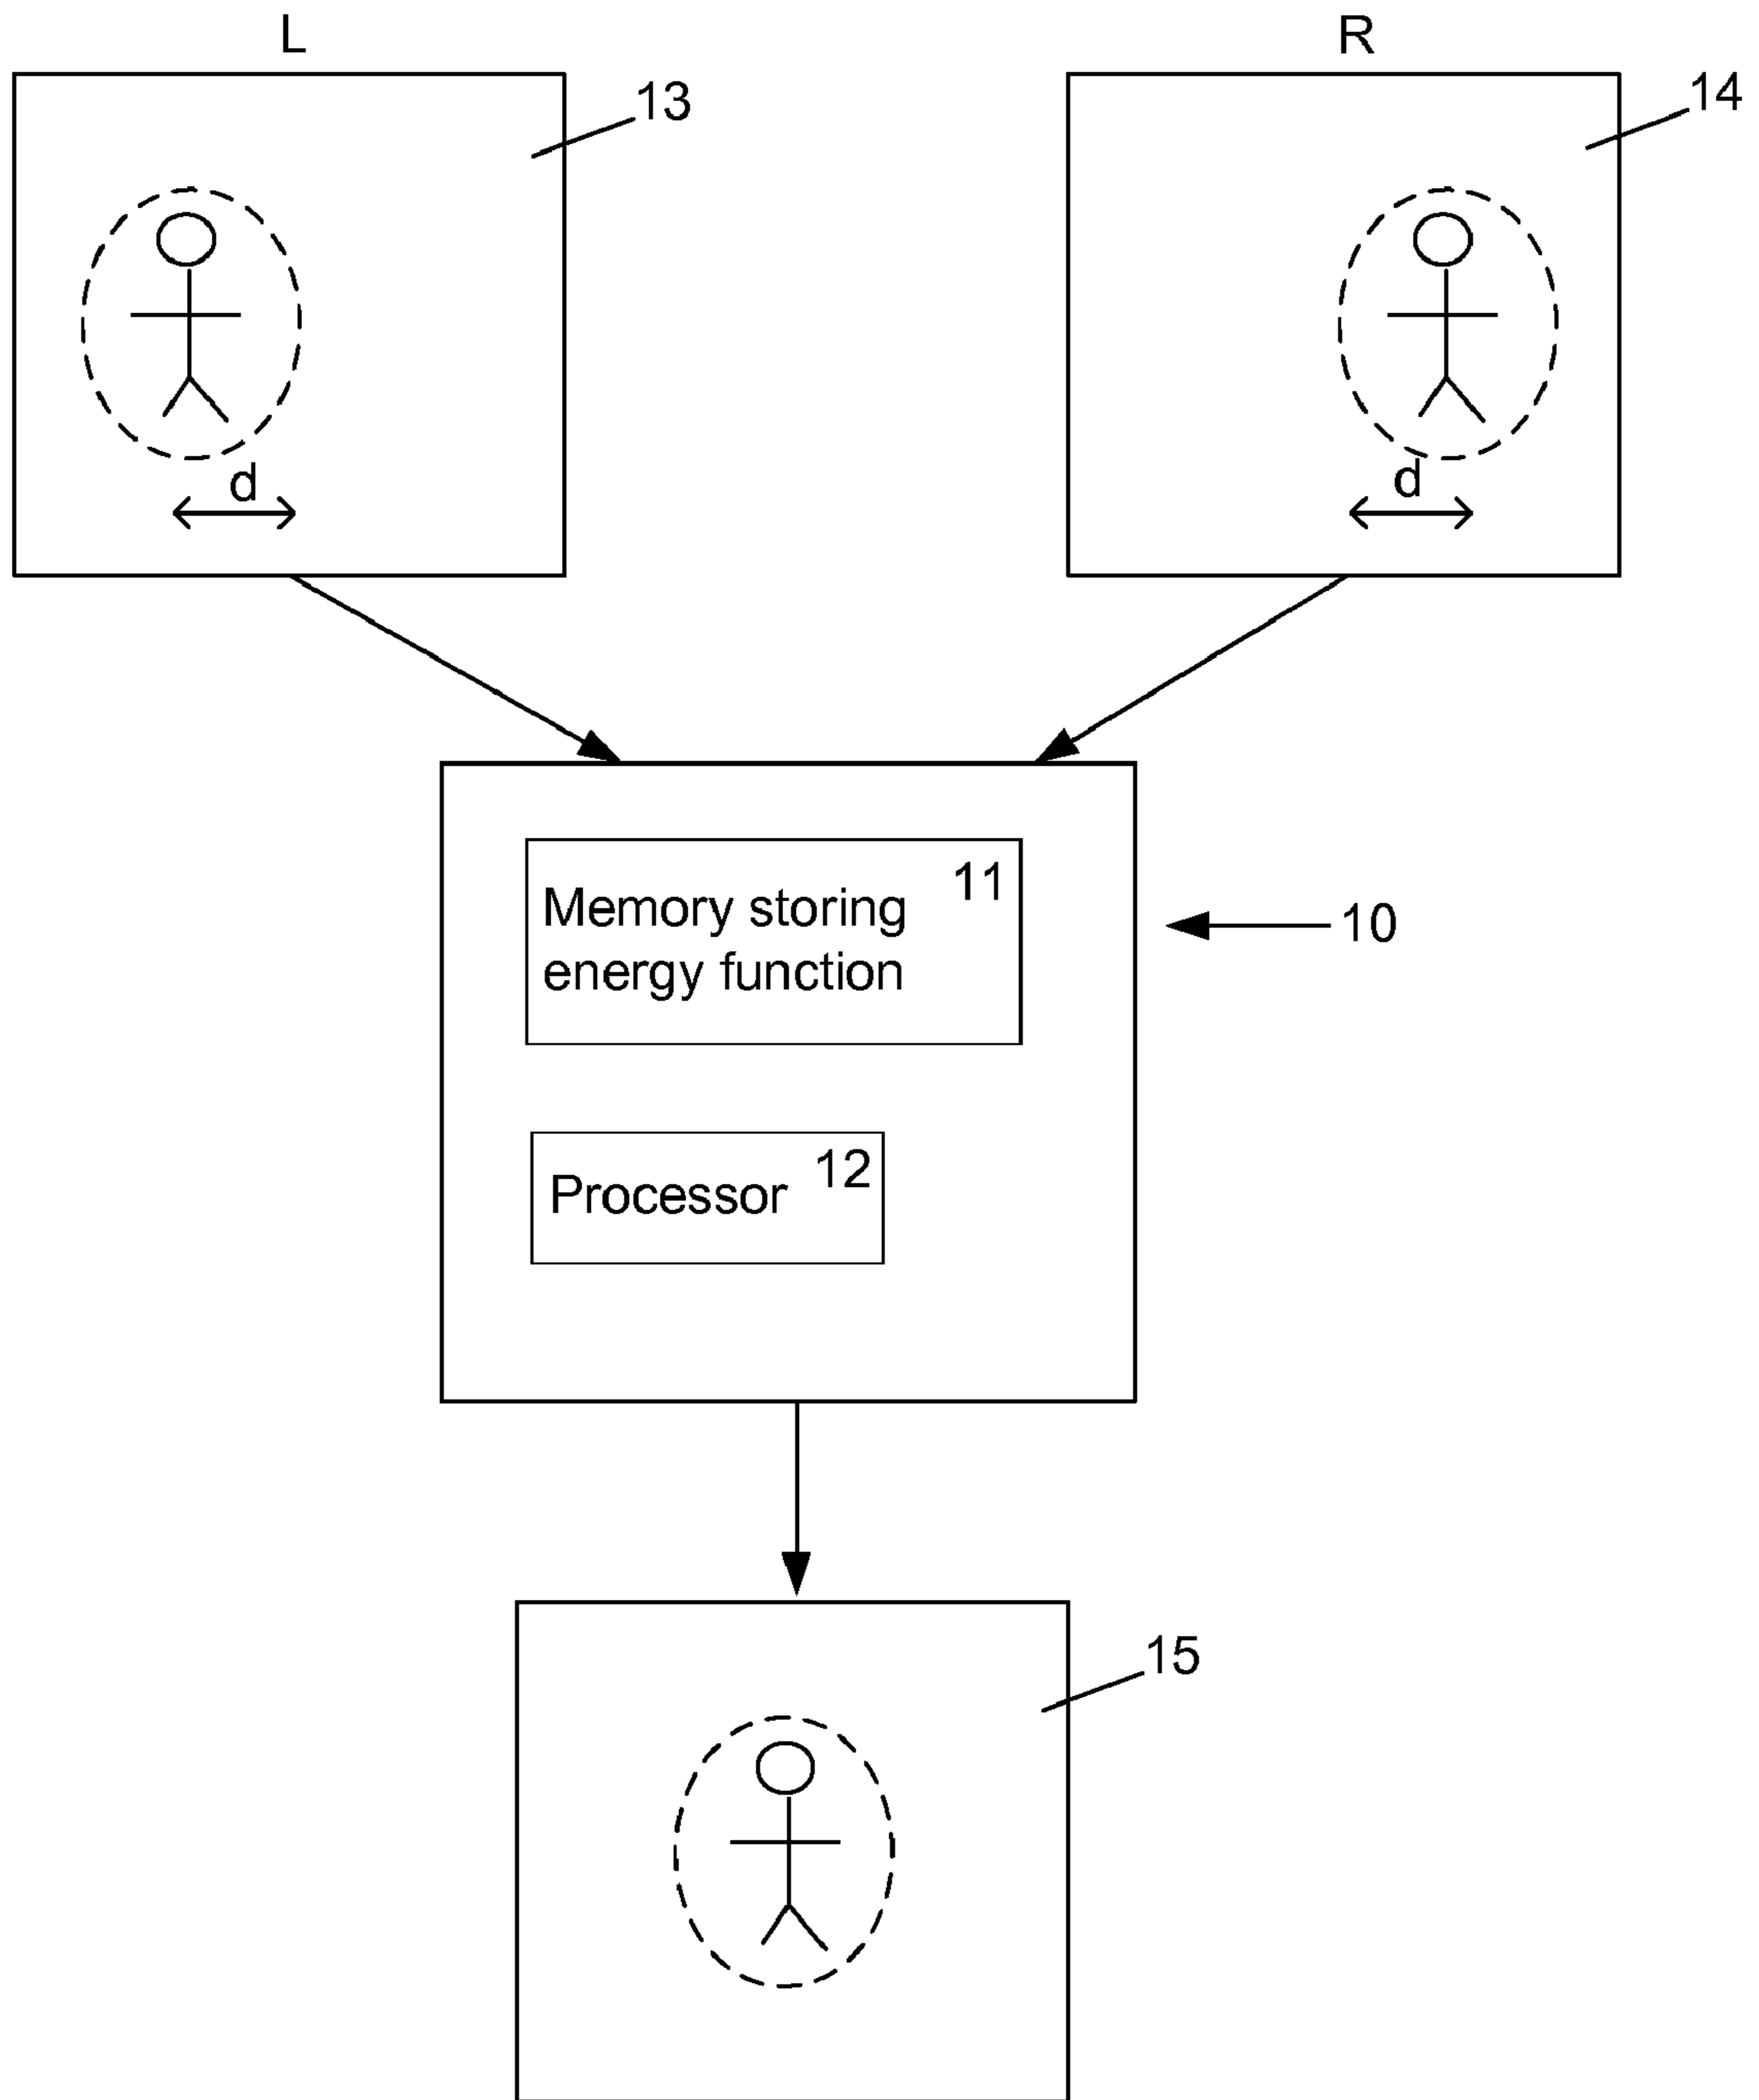 L
R
13
14
d
d
11
Memory storing
energy function
10
12
Processor
15